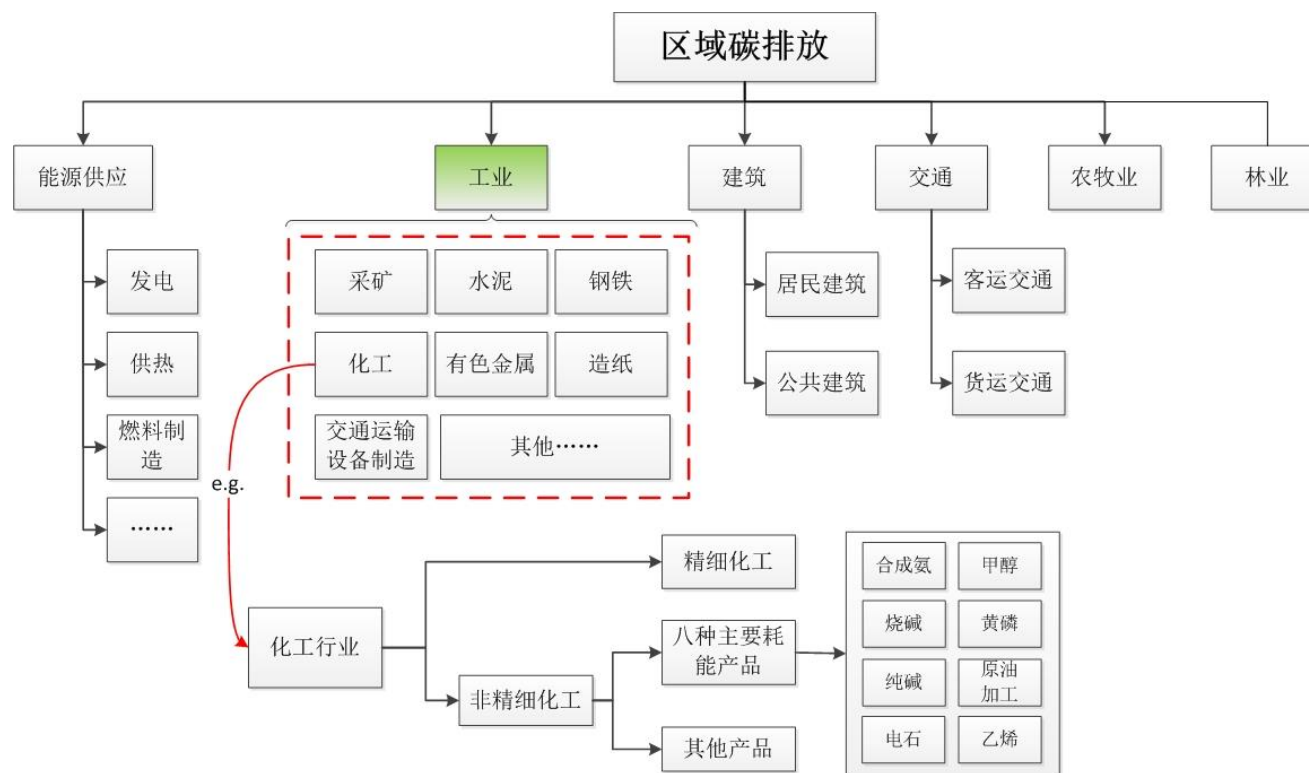 区域碳排放
能源供应
工业
建筑
交通
农牧业
林业
发电
供热
燃料制
造
……
采矿
水泥
钢铁
化工
有色金属
造纸
交通运输
设备制造
其他……
居民建筑
公共建筑
客运交通
货运交通
e.g.
化工行业
精细化工
非精细化工
八种主要耗
能产品
其他产品
合成氨
甲醇
烧碱
黄磷
纯碱
原油
加工
电石
乙烯